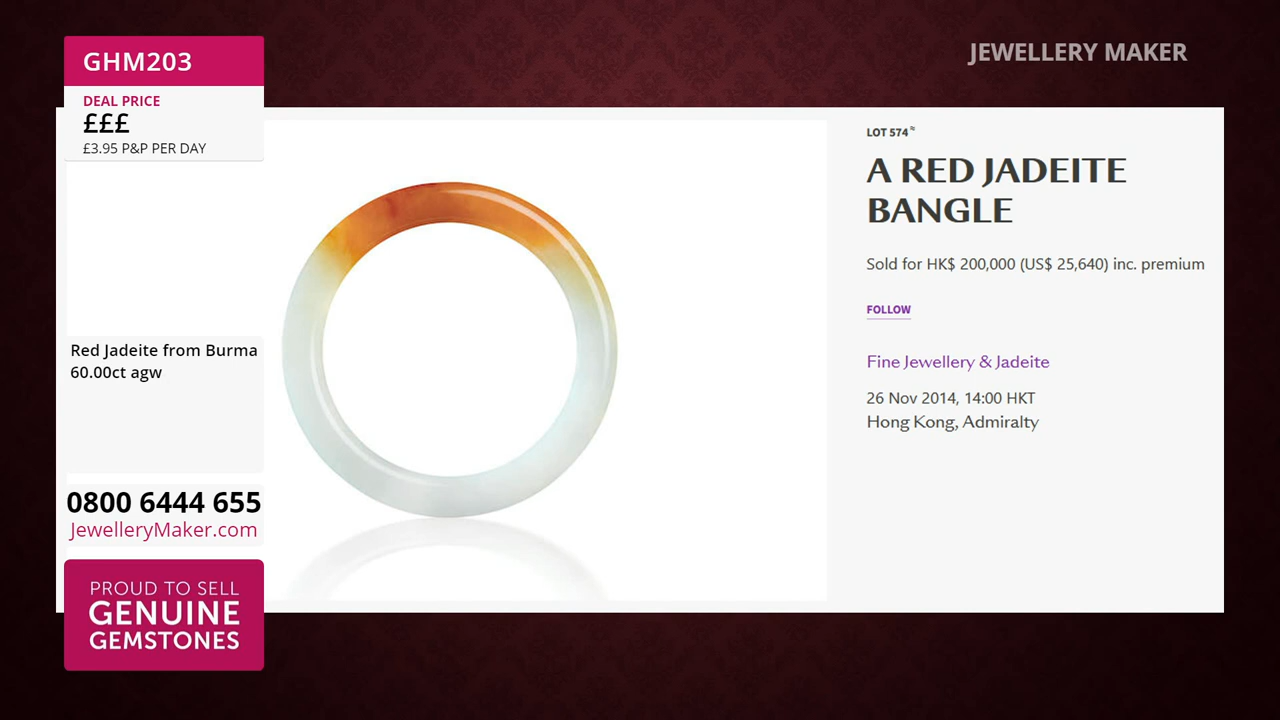 GHM203
DEAL PRICE
£££
£3.95 P&P PER DAY
Red Jadeite from Burma
60.00ct agw
0800 6444 655
JewelleryMaker.com
PROUD TO SELL
GENUINE
GEMSTONES
JEWELLERY MAKER
LOT 574≈
A RED JADEITE
BANGLE
Sold for HK$ 200,000 (US$ 25,640) inc. premium
FOLLOW
Fine Jewellery & Jadeite
26 Nov 2014, 14:00 HKT
Hong Kong, Admiralty